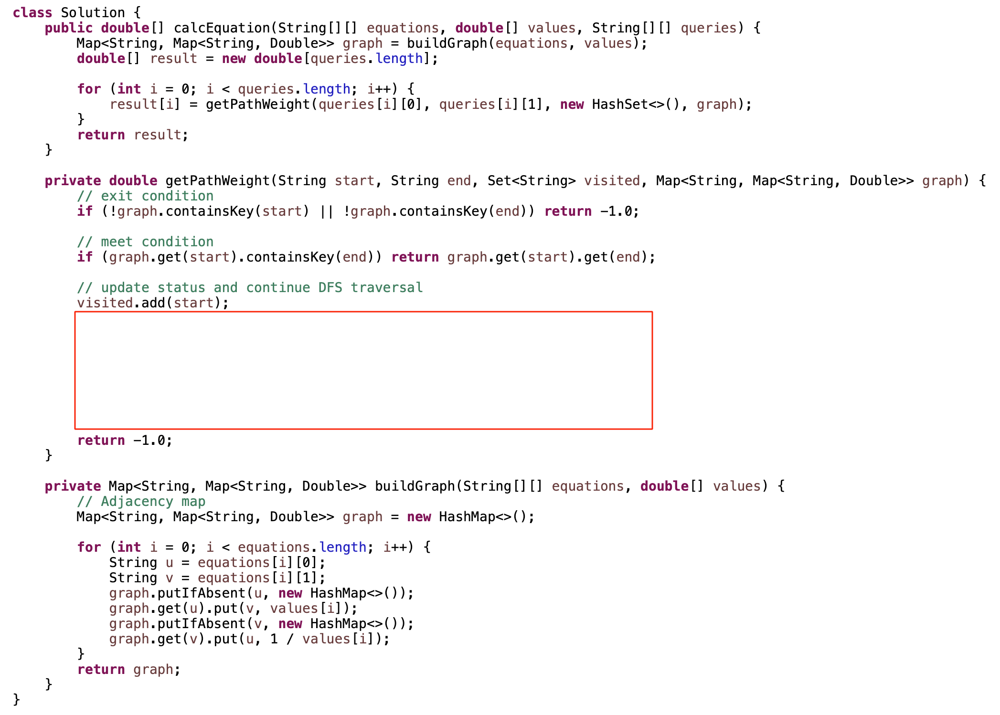 class Solution {
    public double[] calcEquation(String[][] equations, double[] values, String[][] queries) {
        Map<String, Map<String, Double>> graph = buildGraph(equations, values);
        double[] result = new double[queries.length];

        for (int i = 0; i < queries.length; i++) {
            result[i] = getPathWeight(queries[i][0], queries[i][1], new HashSet<>(), graph);
        }
        return result;
    }

    private double getPathWeight(String start, String end, Set<String> visited, Map<String, Map<String, Double>> graph) {
        // exit condition
        if (!graph.containsKey(start) || !graph.containsKey(end)) return -1.0;

        // meet condition
        if (graph.get(start).containsKey(end)) return graph.get(start).get(end);

        // update status and continue DFS traversal
        visited.add(start);
        return -1.0;
    }

    private Map<String, Map<String, Double>> buildGraph(String[][] equations, double[] values) {
        // Adjacency map
        Map<String, Map<String, Double>> graph = new HashMap<>();

        for (int i = 0; i < equations.length; i++) {
            String u = equations[i][0];
            String v = equations[i][1];
            graph.putIfAbsent(u, new HashMap<>());
            graph.get(u).put(v, values[i]);
            graph.putIfAbsent(v, new HashMap<>());
            graph.get(v).put(u, 1 / values[i]);
        }
        return graph;
    }
}